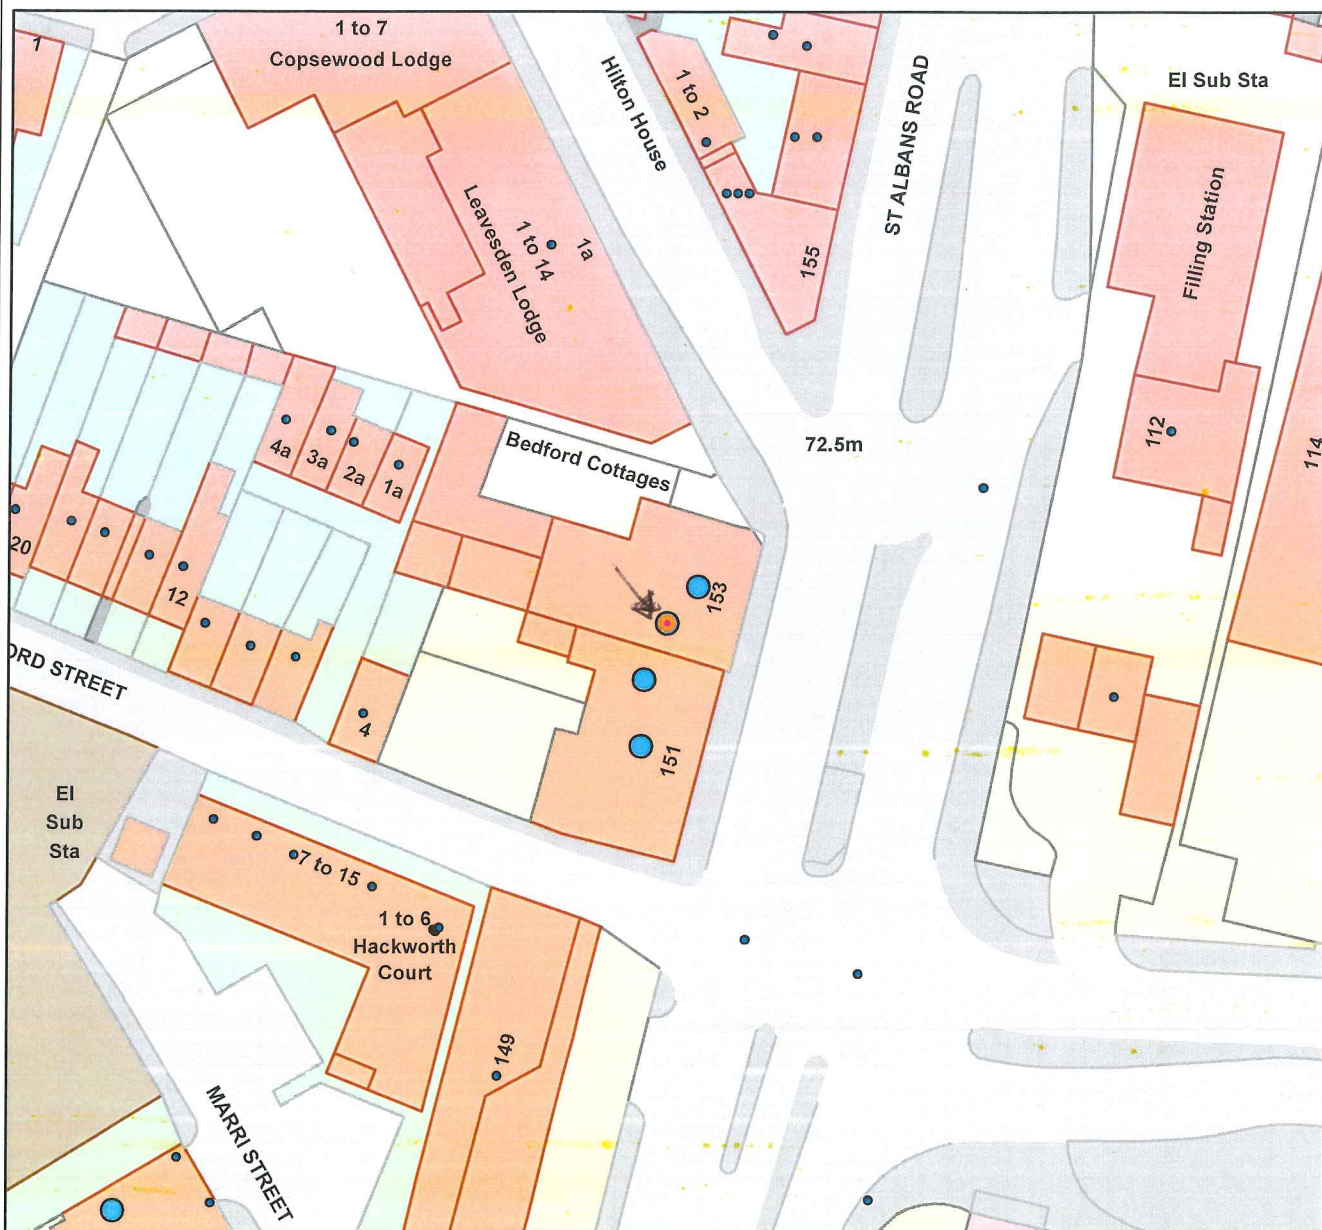 1 to 7
Copsewood Lodge
1
Hilton House
1 to 2
ST ALBANS ROAD
El Sub Sta
Filling Station
Leavesden Lodge
1 to 14
1a
155
72.5m
112
114
Bedford Cottages
4a
3a
2a
1a
20
12
153
ORD STREET
4
151
El
Sub
Sta
7 to 15
1 to 6
Hackworth
Court
149
MARRI STREET